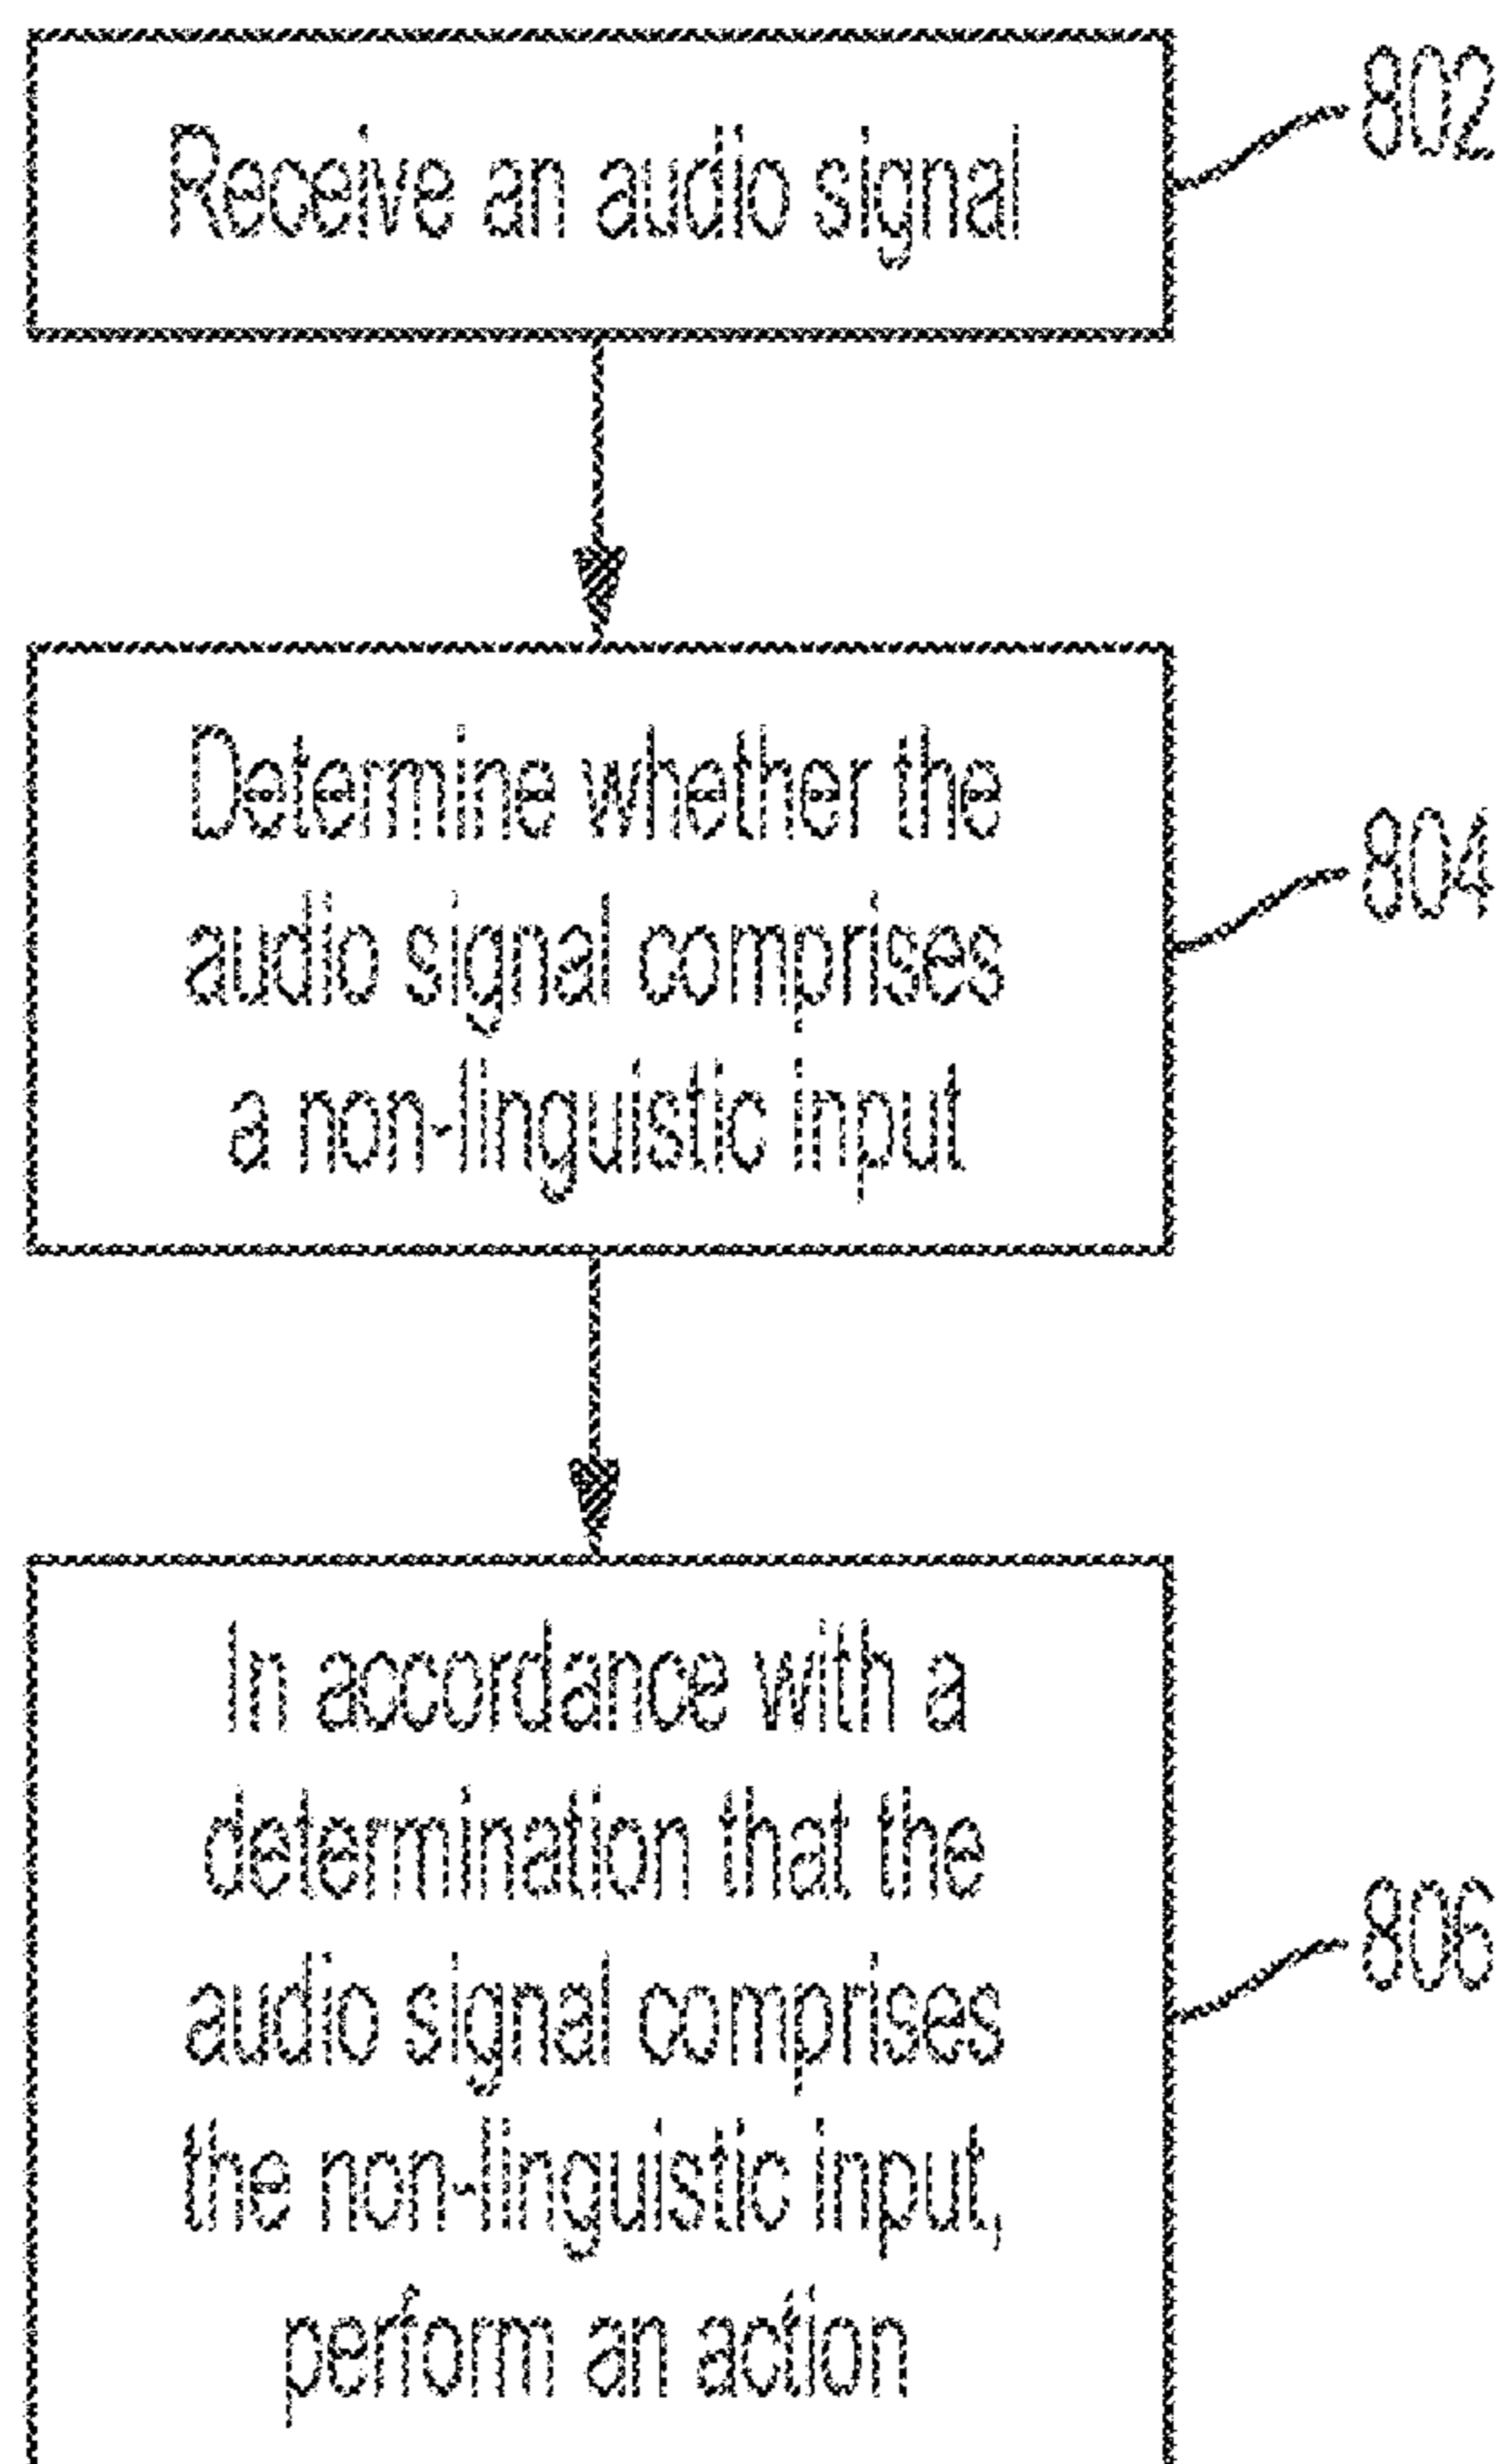 Receive an audio signal
802
Determine whether the
audio signal comprises
a non-linguistic input
804
In accordance with a
determination that the
audio signal comprises
the non-linguistic input,
perform an action
806